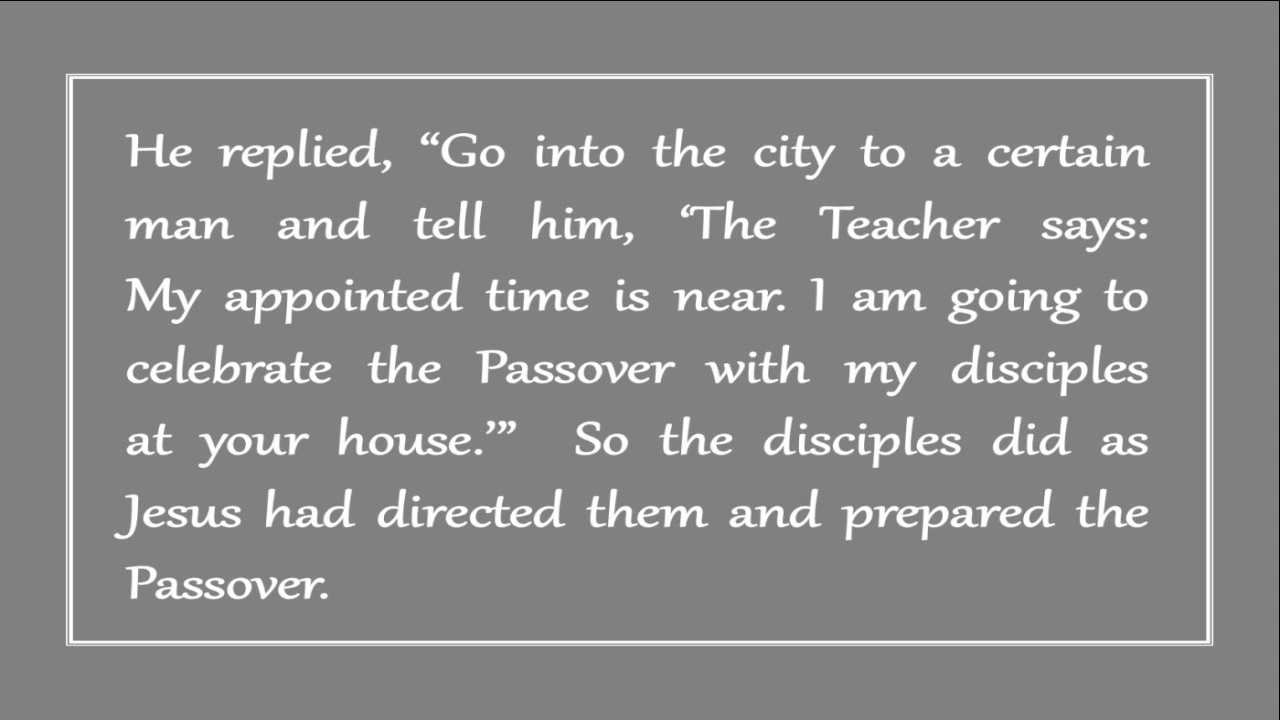 He replied, “Go into the city to a certain
man and tell him, ‘The Teacher says:
My appointed time is near. I am going to
celebrate the Passover with my disciples
at your house.’” So the disciples did as
Jesus had directed them and prepared the
Passover.